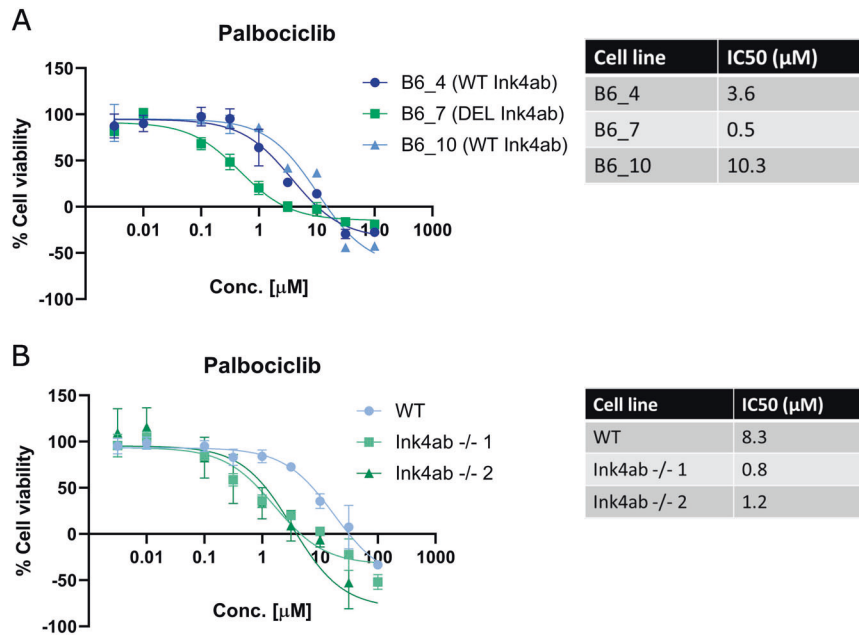 A
Palbociclib
150
100
50
0
-50
-100
% Cell viability
0.01 0.1 1 10 100 1000
Conc. [μM]
B6_4 (WT Ink4ab)
B6_7 (DEL Ink4ab)
B6_10 (WT Ink4ab)
Cell line IC50 (μM)
B6_4 3.6
B6_7 0.5
B6_10 10.3
B
Palbociclib
150
100
50
0
-50
-100
% Cell viability
0.01 0.1 1 10 100 1000
Conc. [μM]
WT
Ink4ab -/- 1
Ink4ab -/- 2
Cell line IC50 (μM)
WT 8.3
Ink4ab -/- 1 0.8
Ink4ab -/- 2 1.2